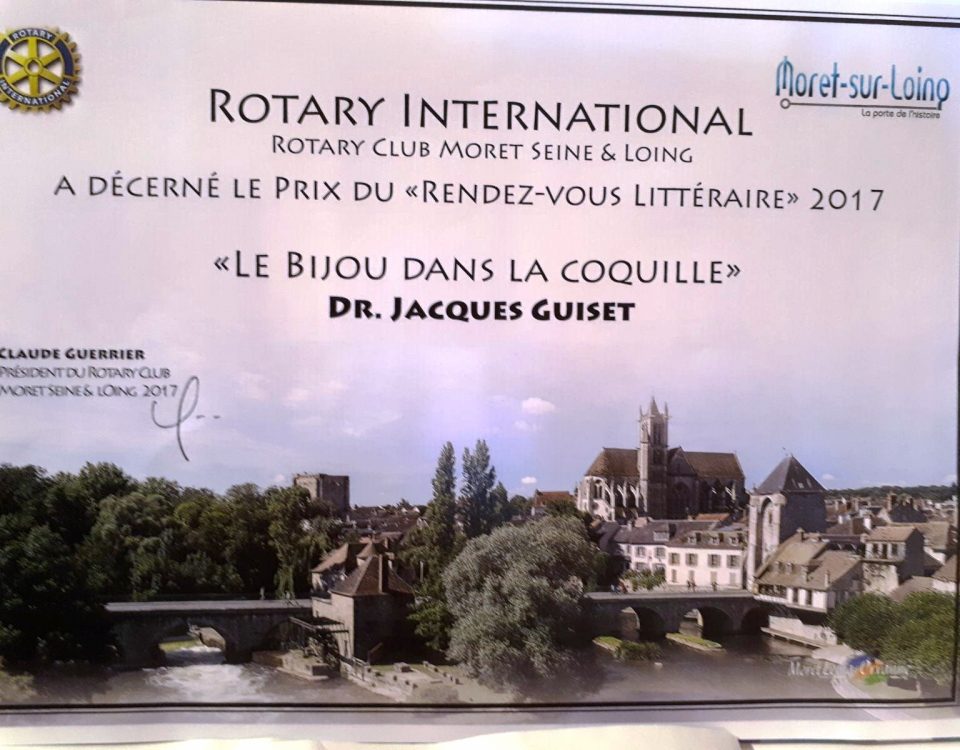 ROTARY
INTERNATIONAL
Moret-sur-Loing
La porte de l'histoire
ROTARY INTERNATIONAL
ROTARY CLUB MORET SEINE & LOING
A DÉCERNÉ LE PRIX DU «RENDEZ-VOUS LITTÉRAIRE» 2017
«LE BIJOU DANS LA COQUILLE»
DR. JACQUES GUISET
CLAUDE GUERRIER
PRÉSIDENT DU ROTARY CLUB
MORET SEINE & LOING 2017